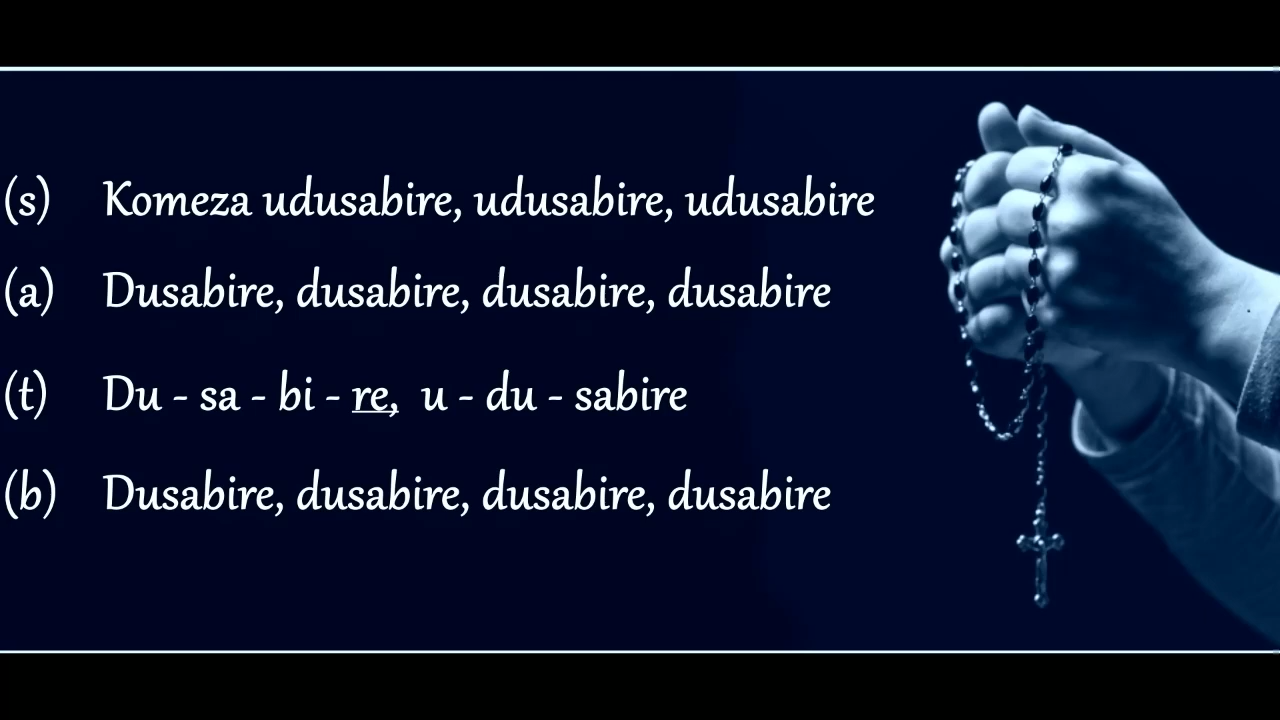 (s) Komeza udusabire, udusabire, udusabire
(a) Dusabire, dusabire, dusabire, dusabire
(t) Du - sa - bi - re, u - du - sabire
(b) Dusabire, dusabire, dusabire, dusabire